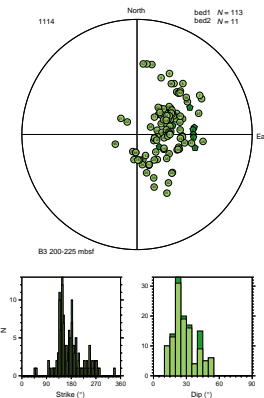 North
1114
bed1 N = 113
bed2 N = 11
Ea
B3 200-225 mbsf
N
10
5
0
0 90 180 270 360
Strike (°)
30
20
10
0
0 30 60 90
Dip (°)